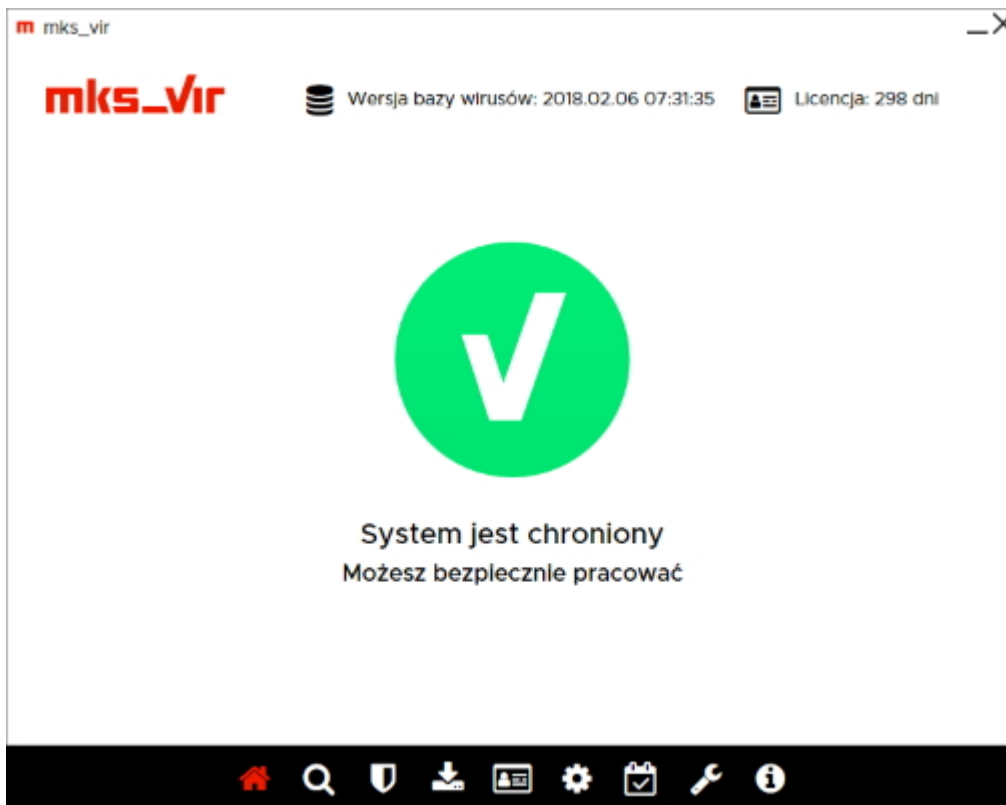 m mks_vir
mks_vir
Wersja bazy wirusów: 2018.02.06 07:31:35
Licencja: 298 dni
System jest chroniony
Możesz bezpiecznie pracować